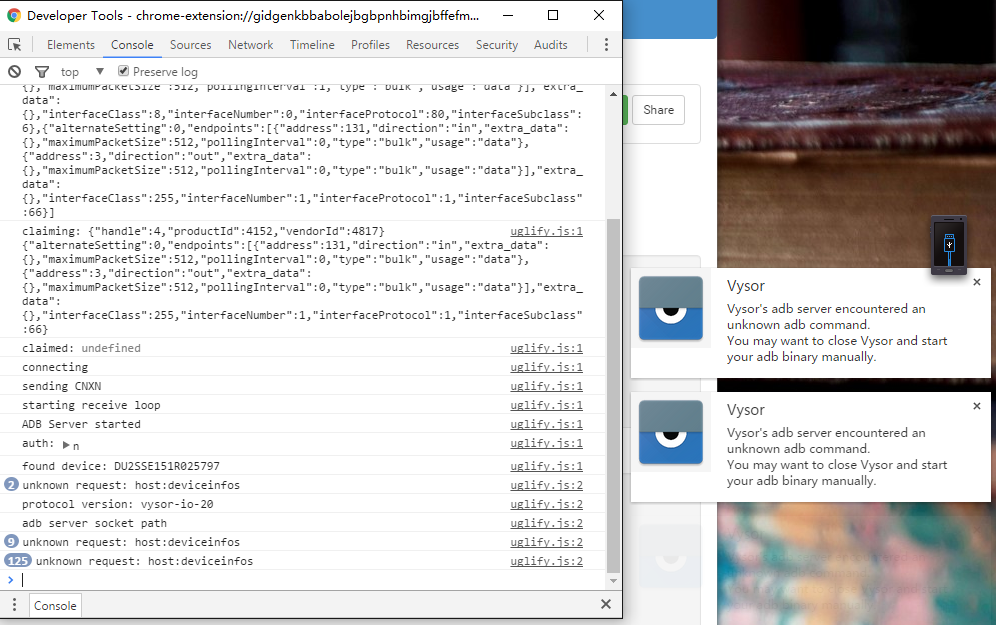 Developer Tools - chrome-extension://gidgenkbbabolejbgbpnhbimgjbffefm...
Elements Console Sources Network Timeline Profiles Resources Security Audits
top Preserve log
{},"maximumPacketSize":512,"pollingInterval":1,"type":"bulk","usage":"data"}],"extra_
data":
{},"interfaceClass":8,"interfaceNumber":0,"interfaceProtocol":80,"interfaceSubclass":
6},{"alternateSetting":0,"endpoints":[{"address":131,"direction":"in","extra_data":
{},"maximumPacketSize":512,"pollingInterval":0,"type":"bulk","usage":"data"},
{"address":3,"direction":"out","extra_data":
{},"maximumPacketSize":512,"pollingInterval":0,"type":"bulk","usage":"data"}],"extra_
data":
{},"interfaceClass":255,"interfaceNumber":1,"interfaceProtocol":1,"interfaceSubclass"
:66}]
claiming: {"handle":4,"productId":4152,"vendorId":4817} uglify.js:1
{"alternateSetting":0,"endpoints":[{"address":131,"direction":"in","extra_data":
{},"maximumPacketSize":512,"pollingInterval":0,"type":"bulk","usage":"data"},
{"address":3,"direction":"out","extra_data":
{},"maximumPacketSize":512,"pollingInterval":0,"type":"bulk","usage":"data"}],"extra_
data":
{},"interfaceClass":255,"interfaceNumber":1,"interfaceProtocol":1,"interfaceSubclass"
:66}
claimed: undefined uglify.js:1
connecting uglify.js:1
sending CNXN uglify.js:1
starting receive loop uglify.js:1
ADB Server started uglify.js:1
auth: ▶n uglify.js:1
found device: DU2SSE151R025797 uglify.js:1
2 unknown request: host:deviceinfos uglify.js:2
protocol version: vysor-io-20 uglify.js:2
adb server socket path uglify.js:2
9 unknown request: host:deviceinfos uglify.js:2
125 unknown request: host:deviceinfos uglify.js:2
Console
Share
Vysor
Vysor's adb server encountered an
unknown adb command.
You may want to close Vysor and start
your adb binary manually.
Vysor
Vysor's adb server encountered an
unknown adb command.
You may want to close Vysor and start
your adb binary manually.